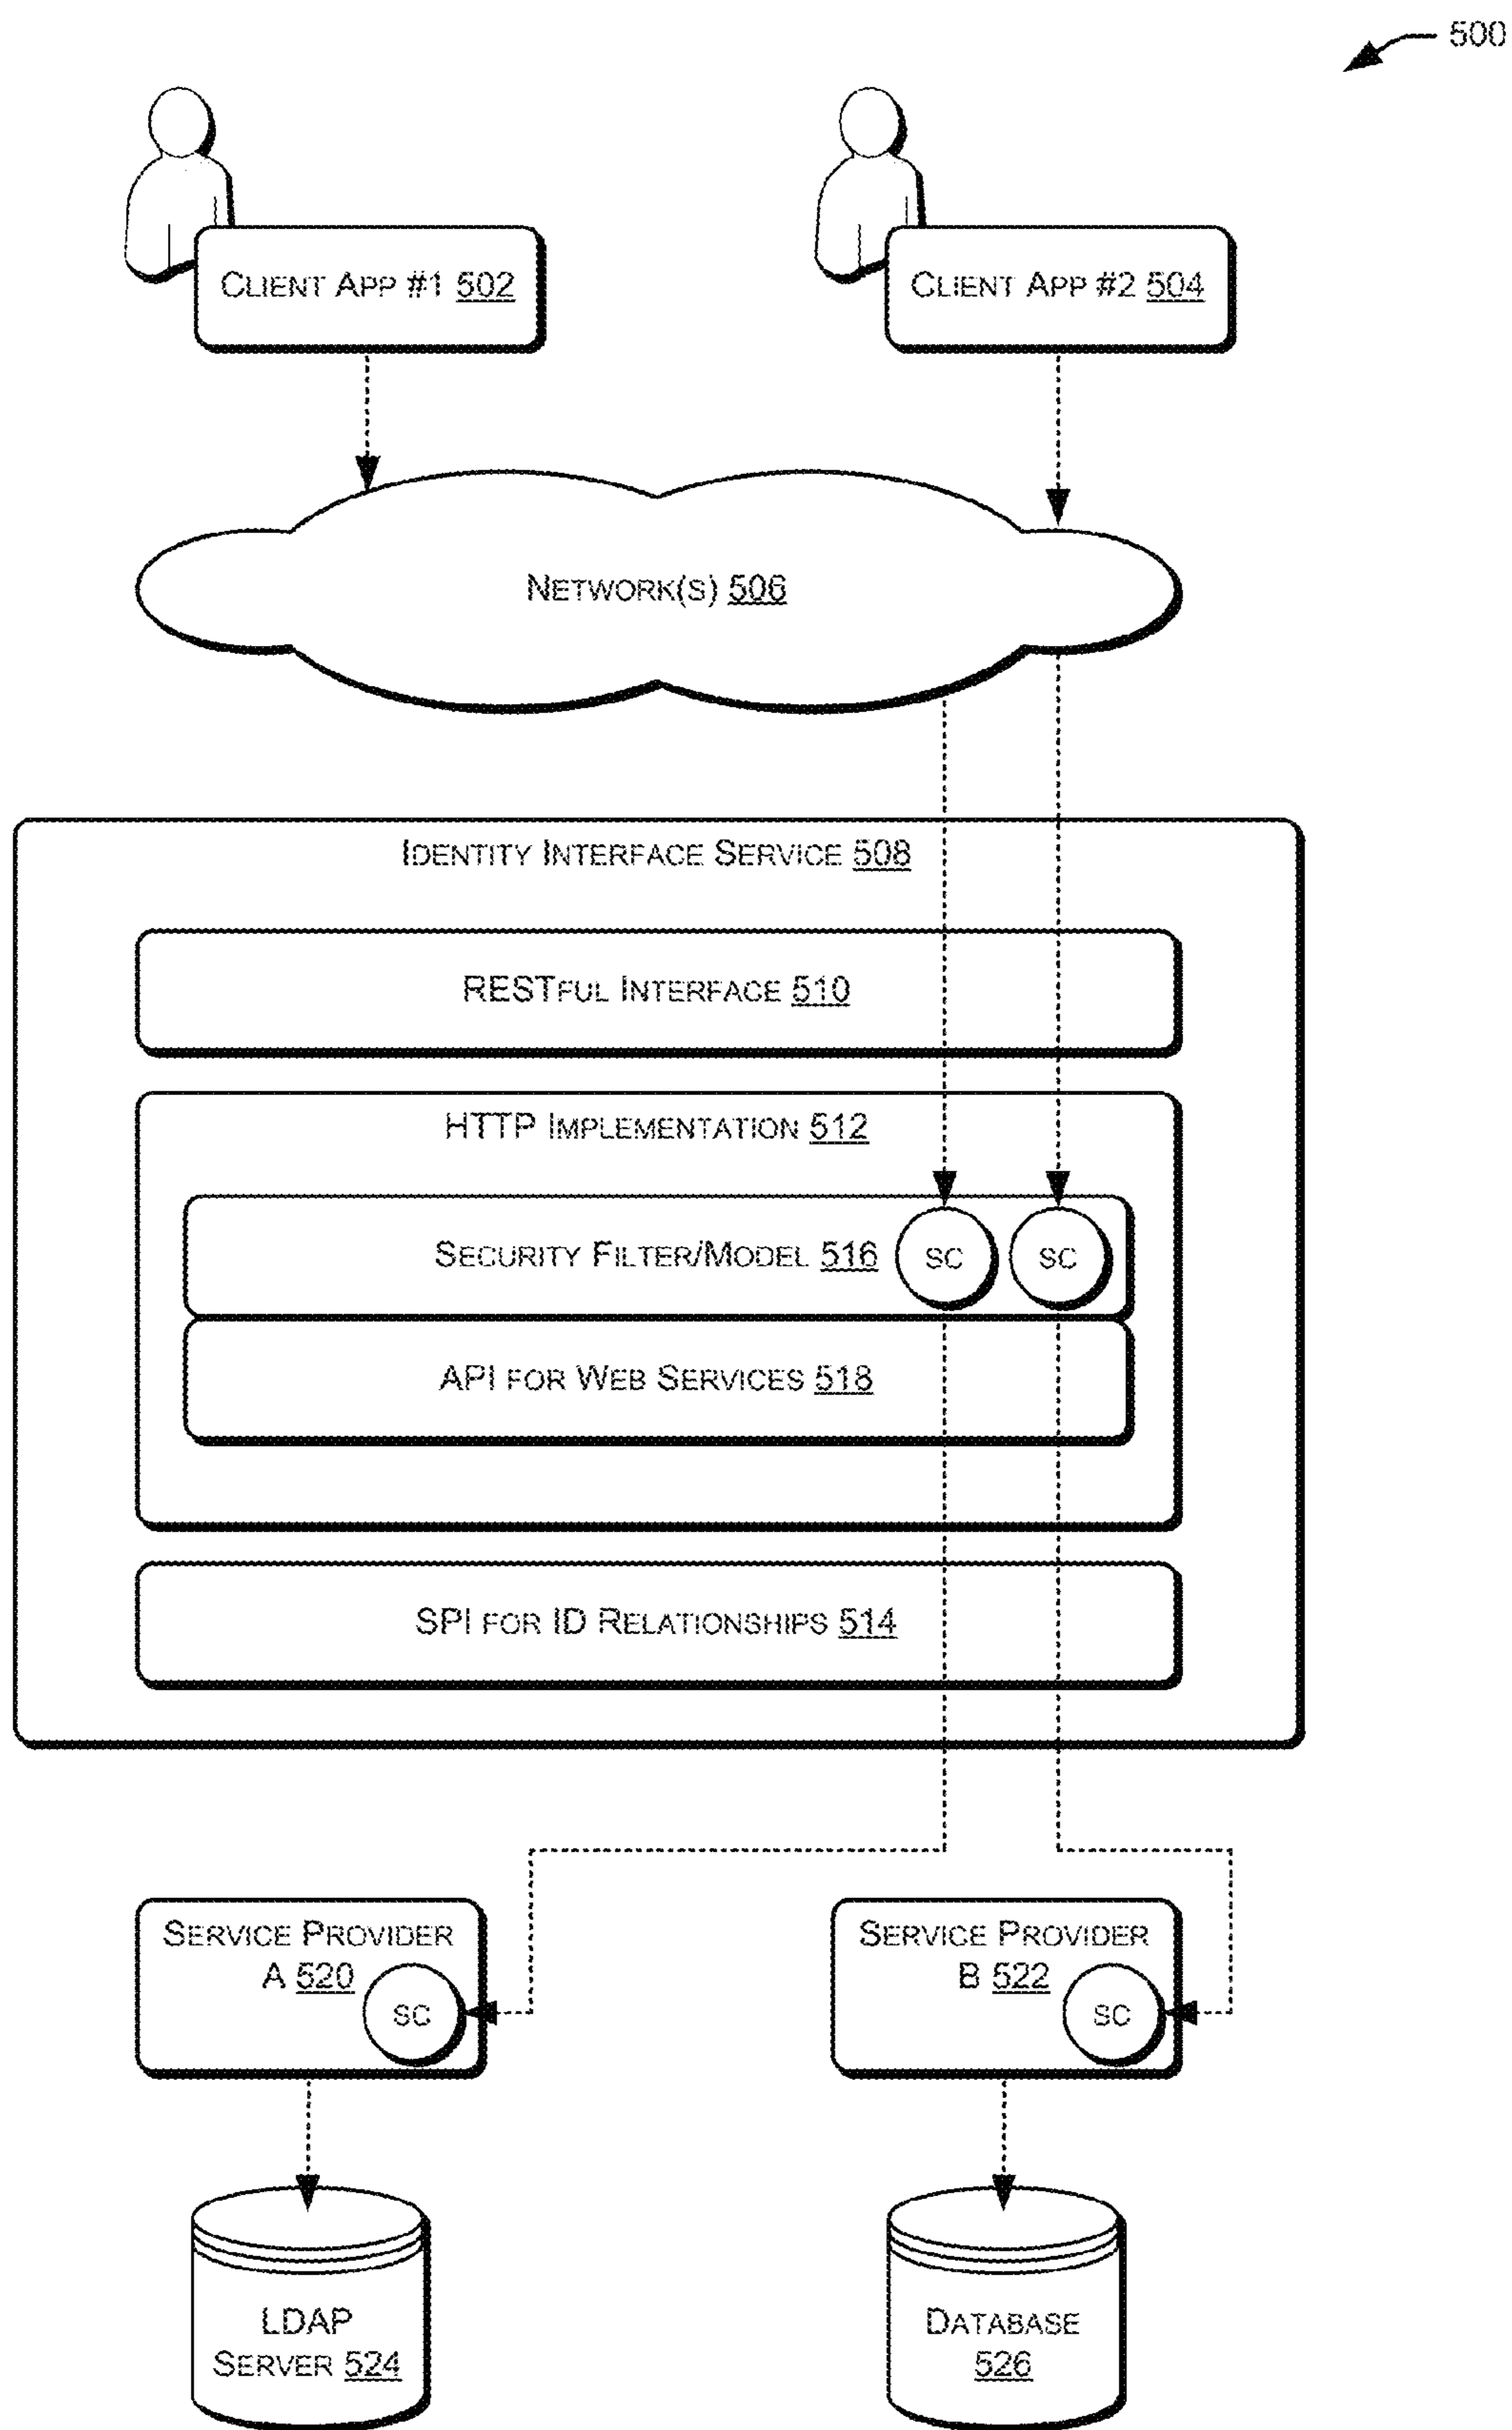 500
CLIENT APP #1 502
CLIENT APP #2 504
NETWORK(S) 506
IDENTITY INTERFACE SERVICE 508
RESTFUL INTERFACE 510
HTTP IMPLEMENTATION 512
SECURITY FILTER/MODEL 516
SC
SC
API FOR WEB SERVICES 518
SPI FOR ID RELATIONSHIPS 514
SERVICE PROVIDER
A 520
SC
SERVICE PROVIDER
B 522
SC
LDAP
SERVER 524
DATABASE
526